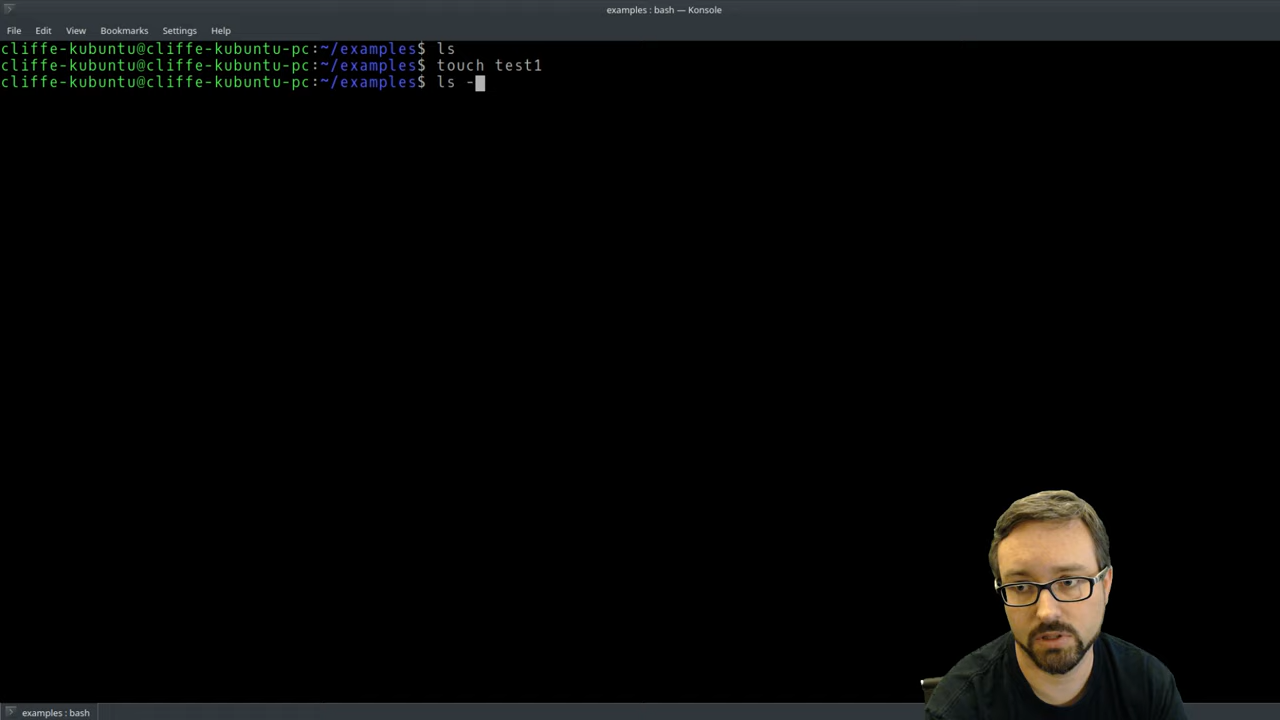 examples : bash — Konsole
File Edit View Bookmarks Settings Help
cliffe-kubuntu@cliffe-kubuntu-pc:~/examples$ ls
cliffe-kubuntu@cliffe-kubuntu-pc:~/examples$ touch test1
cliffe-kubuntu@cliffe-kubuntu-pc:~/examples$ ls -
examples : bash